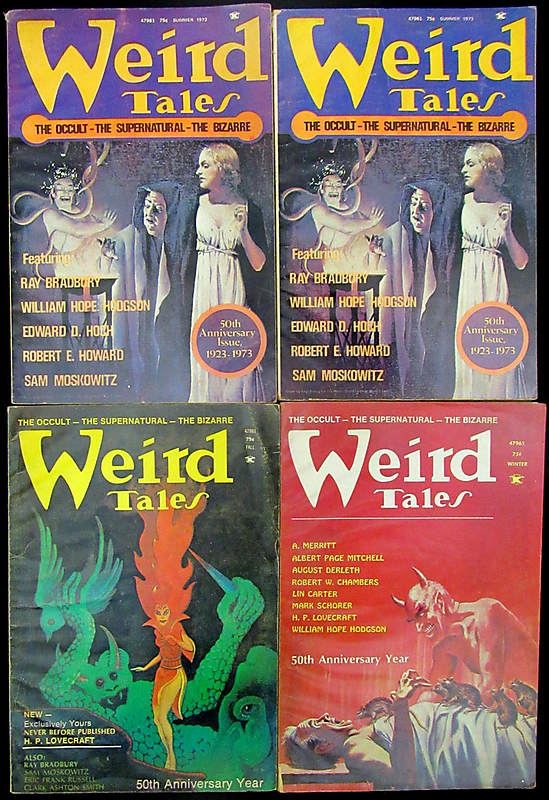 47961 75¢ SUMMER 1973
Weird
Tales
THE OCCULT-THE SUPERNATURAL-THE BIZARRE
Featuring:
RAY BRADBURY
WILLIAM HOPE HODGSON
EDWARD D. HOCH
ROBERT E. HOWARD
SAM MOSKOWITZ
50th
Anniversary
Issue,
1923-1973
47961 75¢ SUMMER 1973
Weird
Tales
THE OCCULT-THE SUPERNATURAL-THE BIZARRE
Featuring:
RAY BRADBURY
WILLIAM HOPE HODGSON
EDWARD D. HOCH
ROBERT E. HOWARD
SAM MOSKOWITZ
50th
Anniversary
Issue,
1923-1973
THE OCCULT — THE SUPERNATURAL — THE BIZARRE
Weird
Tales
47961
75¢
FALL
NEW —
Exclusively Yours
NEVER BEFORE PUBLISHED
H. P. LOVECRAFT
ALSO:
RAY BRADBURY
SAM MOSKOWITZ
ERIC FRANK RUSSELL
CLARK ASHTON SMITH
50th Anniversary Year
THE OCCULT — THE SUPERNATURAL — THE BIZARRE
Weird
Tales
47961
75¢
WINTER
A. MERRITT
ALBERT PAGE MITCHELL
AUGUST DERLETH
ROBERT W. CHAMBERS
LIN CARTER
MARK SCHORER
H. P. LOVECRAFT
WILLIAM HOPE HODGSON
50th Anniversary Year